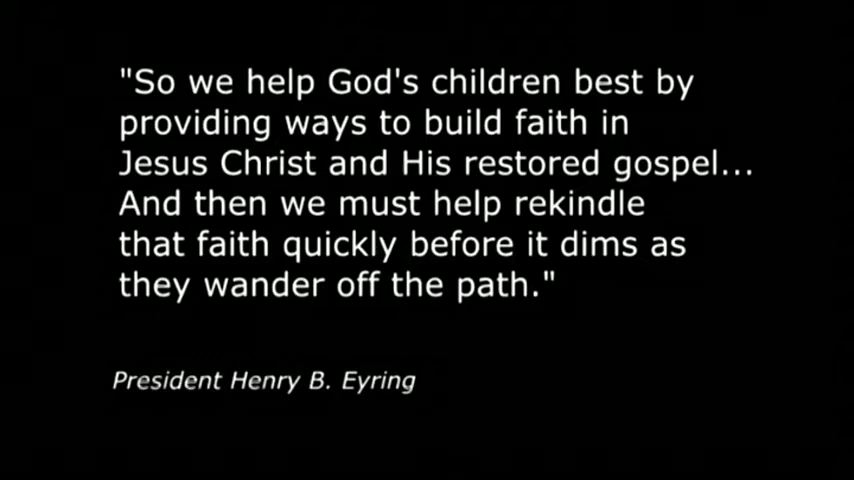 "So we help God's children best by
providing ways to build faith in
Jesus Christ and His restored gospel...
And then we must help rekindle
that faith quickly before it dims as
they wander off the path."
President Henry B. Eyring